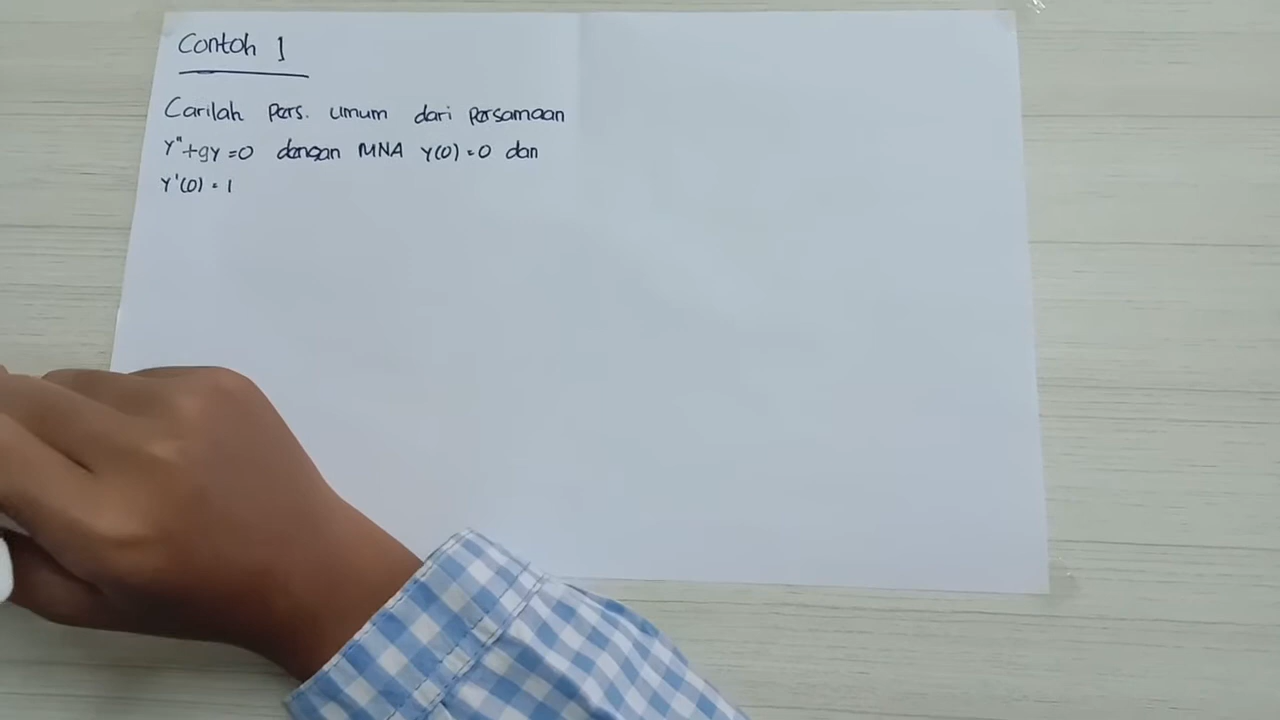 Contoh 1
Carilah pers. umum dari persamaan
y"+9y=0 dengan MNA y(0)=0 dan
y'(0)=1